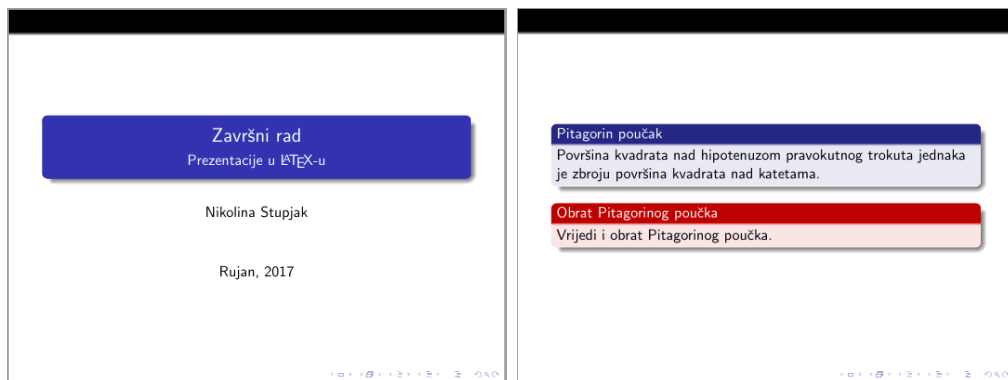 Završni rad
Prezentacije u LATEX-u
Nikolina Stupjak
Rujan, 2017
Pitagorin poučak
Površina kvadrata nad hipotenuzom pravokutnog trokuta jednaka
je zbroju površina kvadrata nad katetama.
Obrat Pitagorinog poučka
Vrijedi i obrat Pitagorinog poučka.